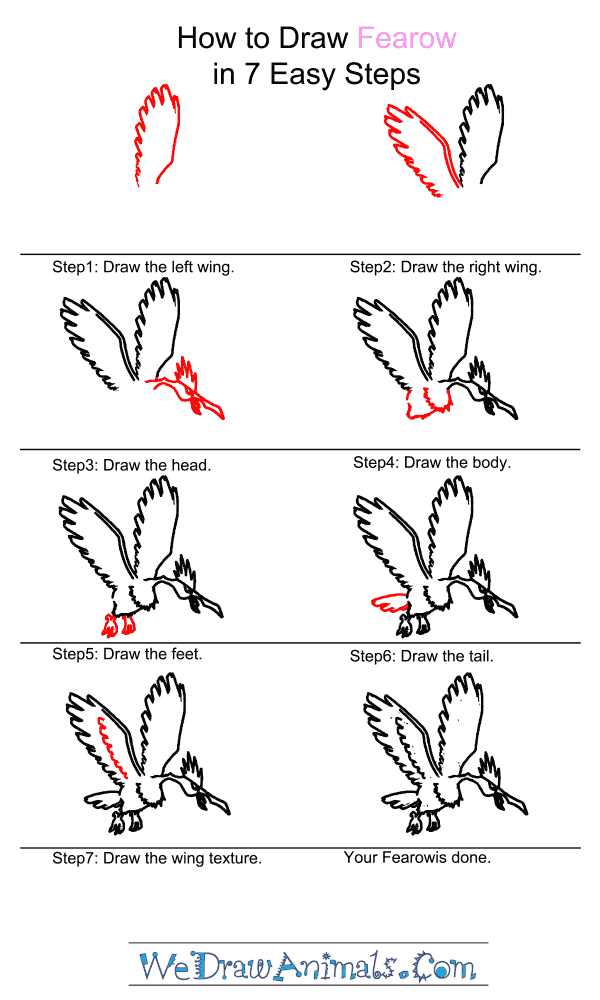 How to Draw Fearow
in 7 Easy Steps
Step1: Draw the left wing.
Step2: Draw the right wing.
Step3: Draw the head.
Step4: Draw the body.
Step5: Draw the feet.
Step6: Draw the tail.
Step7: Draw the wing texture.
Your Fearowis done.
WeDrawAnimals.Com